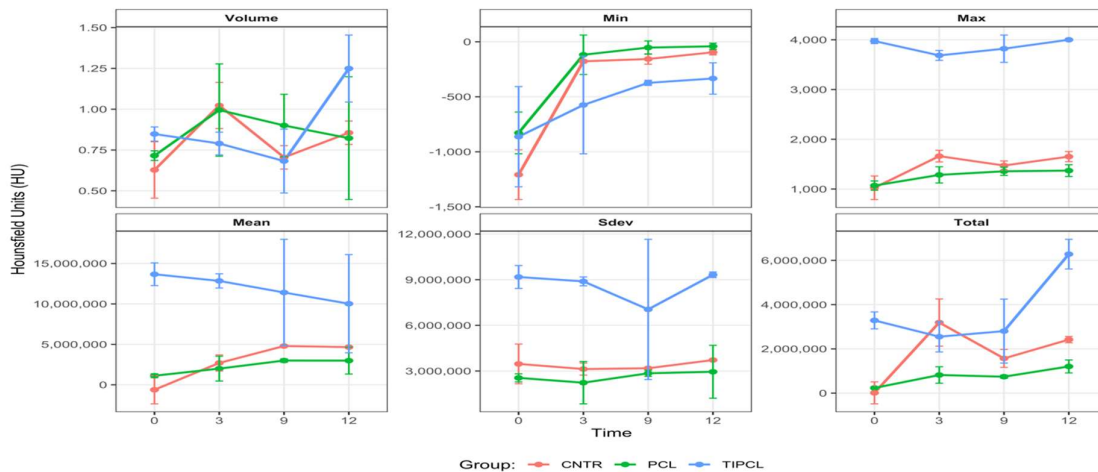 Volume
Min
Max
1.50
1.25
1.00
0.75
0.50
0
-500
-1,000
-1,500
4,000
3,000
2,000
1,000
Hounsfield Units (HU)
Mean
Sdev
Total
15,000,000
10,000,000
5,000,000
0
12,000,000
9,000,000
6,000,000
3,000,000
6,000,000
4,000,000
2,000,000
0
0 3 9 12
0 3 9 12
0 3 9 12
Time
Group: CNTR PCL TIPCL